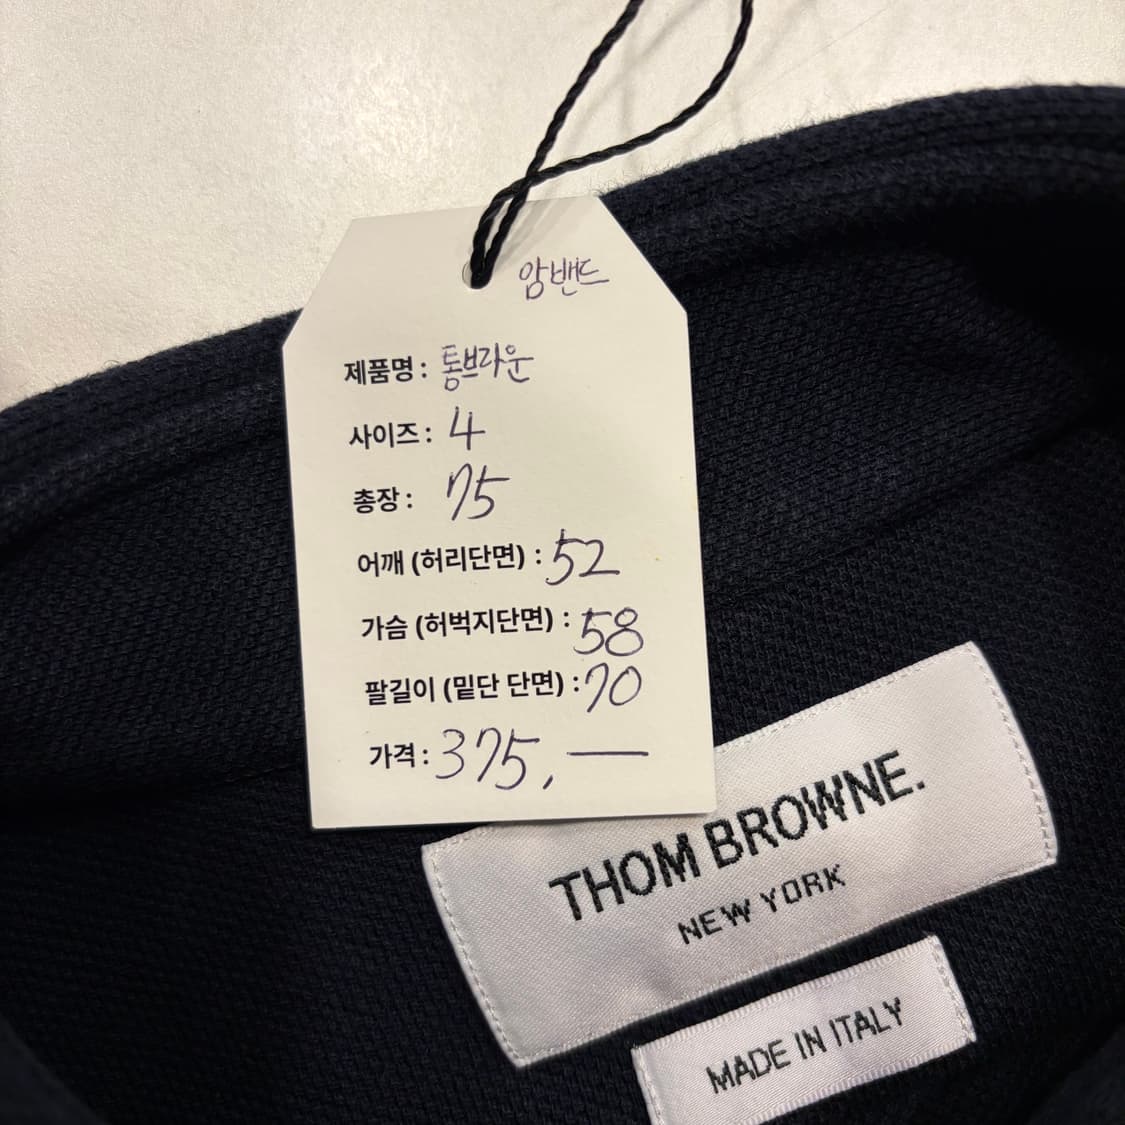 암밴드
제품명 : 톰브라운
사이즈 : 4
총장 : 75
어깨 (허리단면) : 52
가슴 (허벅지단면) : 58
팔길이 (밑단 단면) : 70
가격 : 375,―
THOM BROWNE.
NEW YORK
MADE IN ITALY